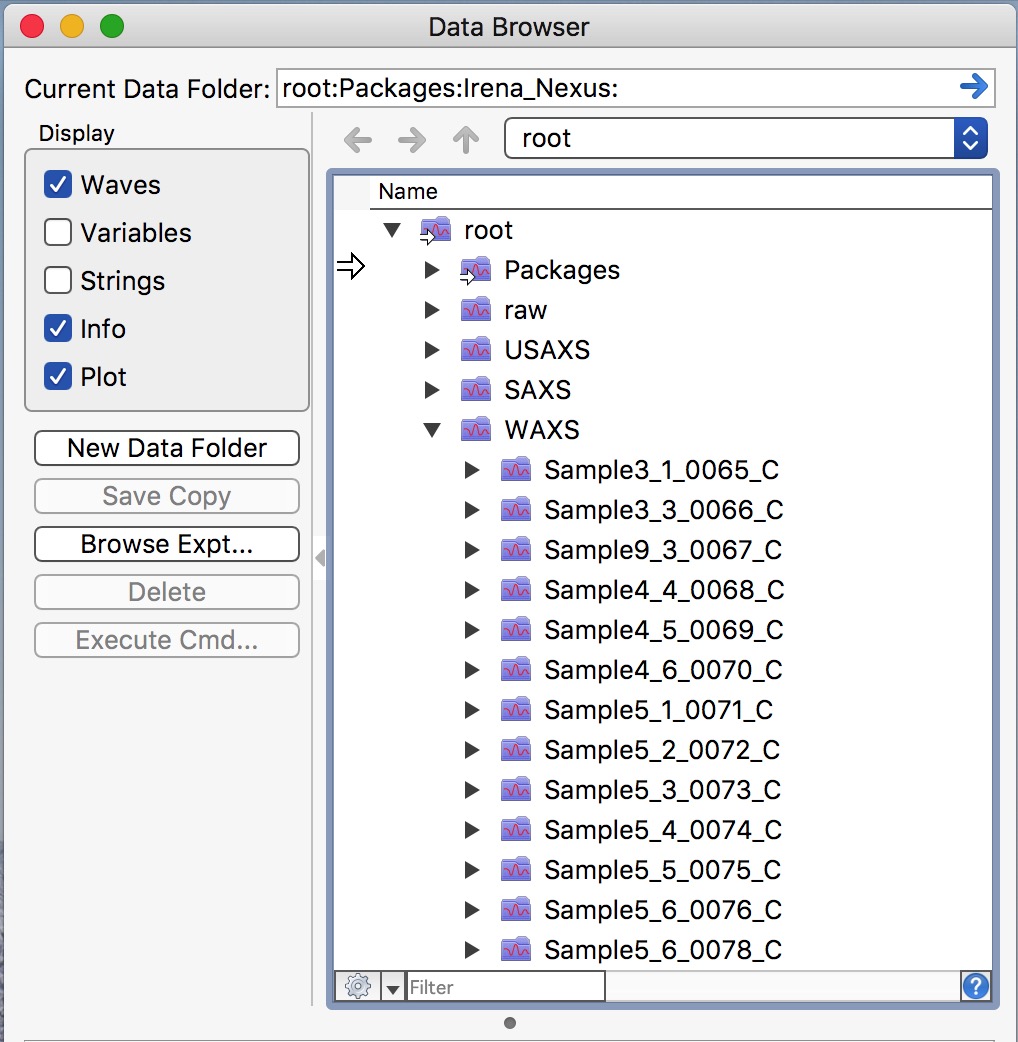 Data Browser
Current Data Folder: root:Packages:Irena_Nexus:
Display
root
Waves
Variables
Strings
Info
Plot
New Data Folder
Save Copy
Browse Expt...
Delete
Execute Cmd...
Name
root
Packages
raw
USAXS
SAXS
WAXS
Sample3_1_0065_C
Sample3_3_0066_C
Sample9_3_0067_C
Sample4_4_0068_C
Sample4_5_0069_C
Sample4_6_0070_C
Sample5_1_0071_C
Sample5_2_0072_C
Sample5_3_0073_C
Sample5_4_0074_C
Sample5_5_0075_C
Sample5_6_0076_C
Sample5_6_0078_C
Filter
?